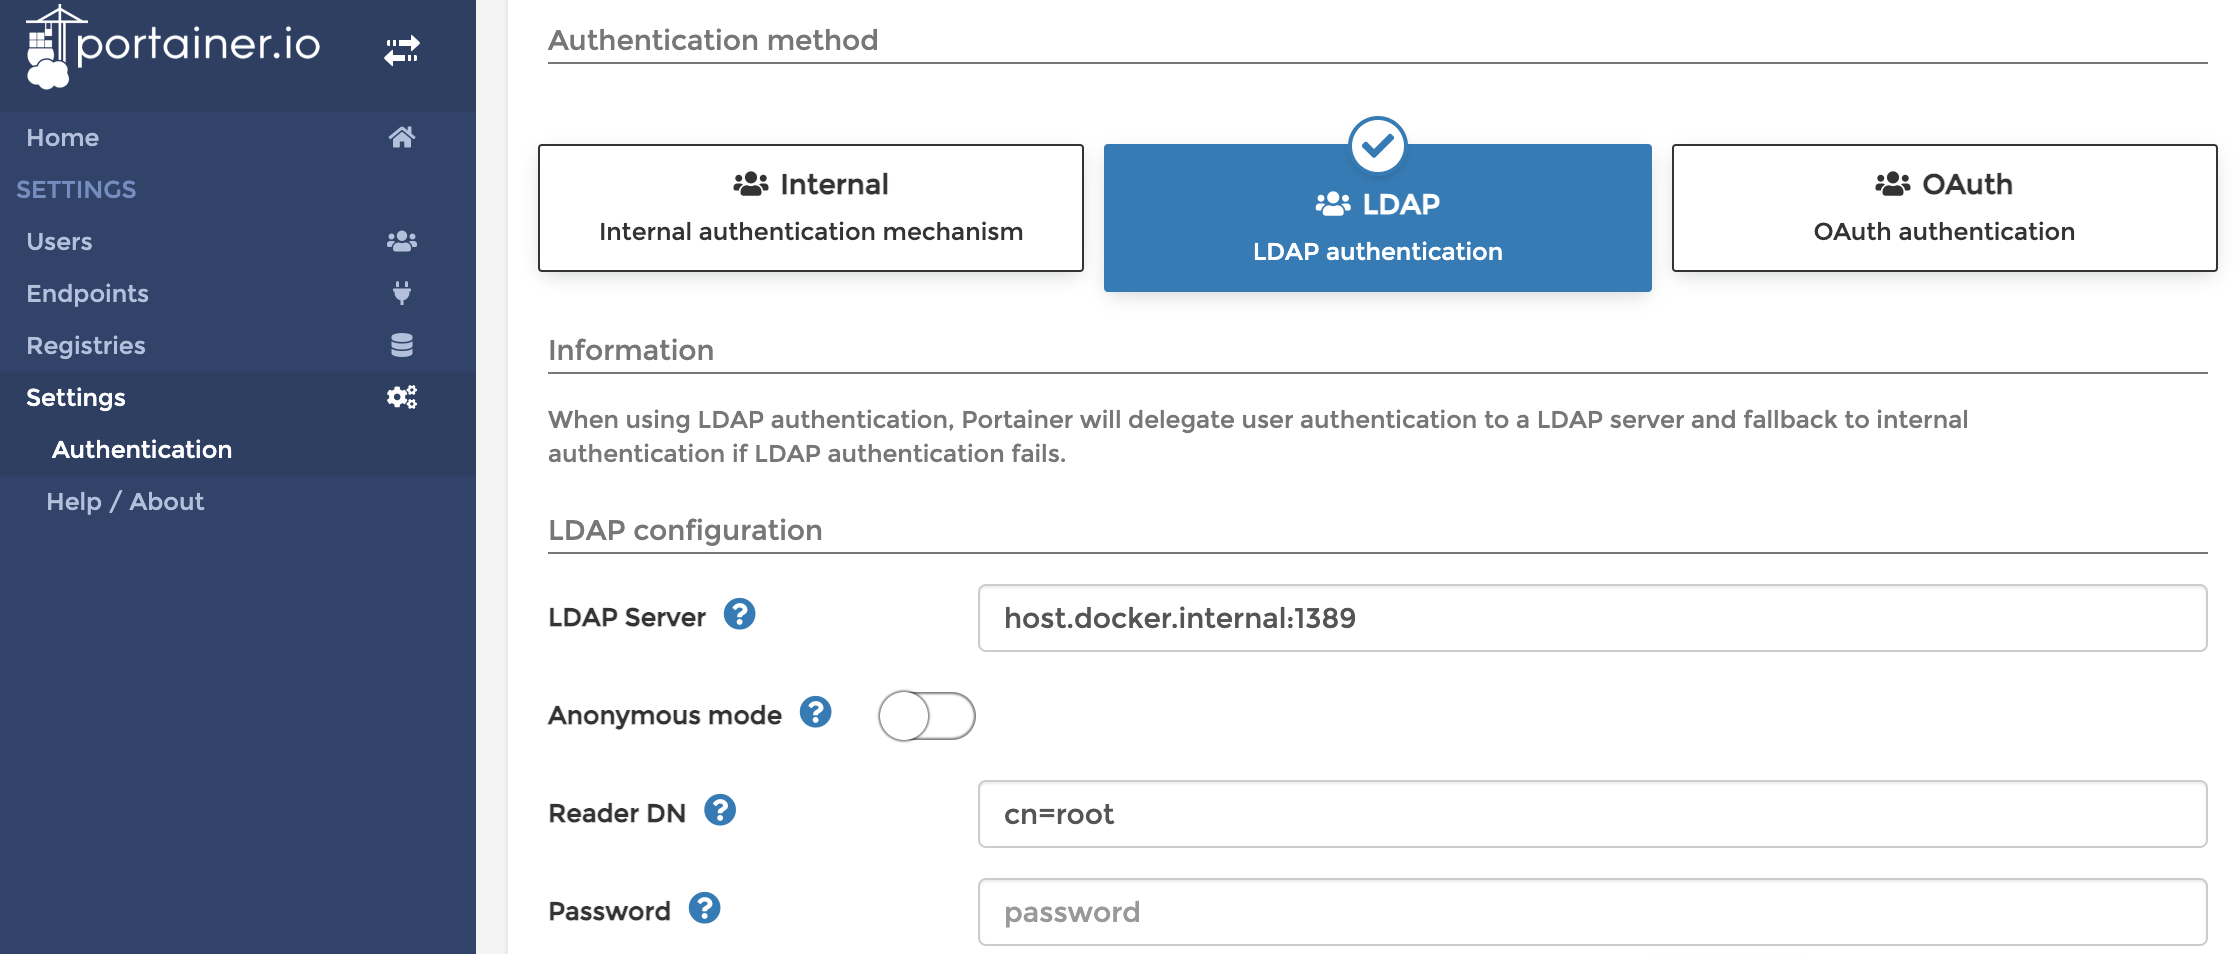 portainer.io
Home
SETTINGS
Users
Endpoints
Registries
Settings
Authentication
Help / About
Authentication method
Internal
Internal authentication mechanism
LDAP
LDAP authentication
OAuth
OAuth authentication
Information
When using LDAP authentication, Portainer will delegate user authentication to a LDAP server and fallback to internal
authentication if LDAP authentication fails.
LDAP configuration
LDAP Server ? host.docker.internal:1389
Anonymous mode ?
Reader DN ? cn=root
Password ? password